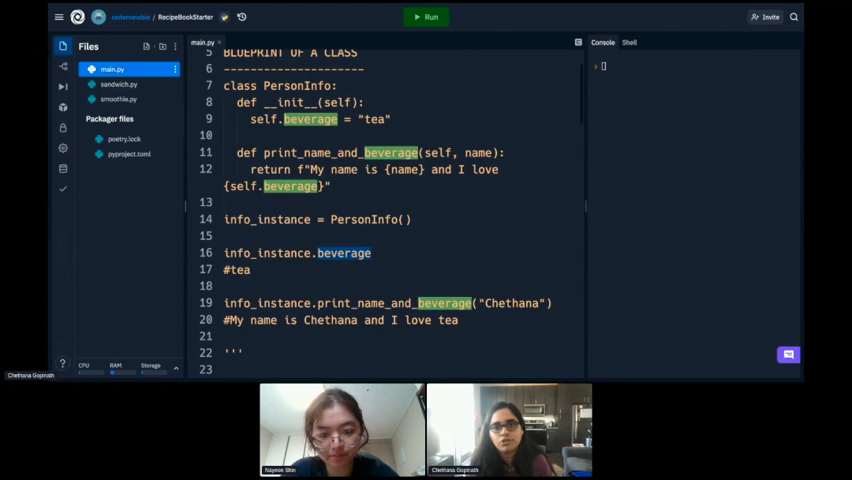 codornewbie / RecipeBookStarter
Run
Invite
Files
main.py
sandwich.py
smoothie.py
Packager files
poetry.lock
pyproject.toml
CPU
RAM
Storage
main.py
5 BLUEPRINT OF A CLASS
6 ---------------------
7 class PersonInfo:
8 def __init__(self):
9 self.beverage = "tea"
10
11 def print_name_and_beverage(self, name):
12 return f"My name is {name} and I love
{self.beverage}"
13
14 info_instance = PersonInfo()
15
16 info_instance.beverage
17 #tea
18
19 info_instance.print_name_and_beverage("Chethana")
20 #My name is Chethana and I love tea
21
22 '''
23
Console
Shell
Chethana Gopinath
Nayeon Shin
Chethana Gopinath